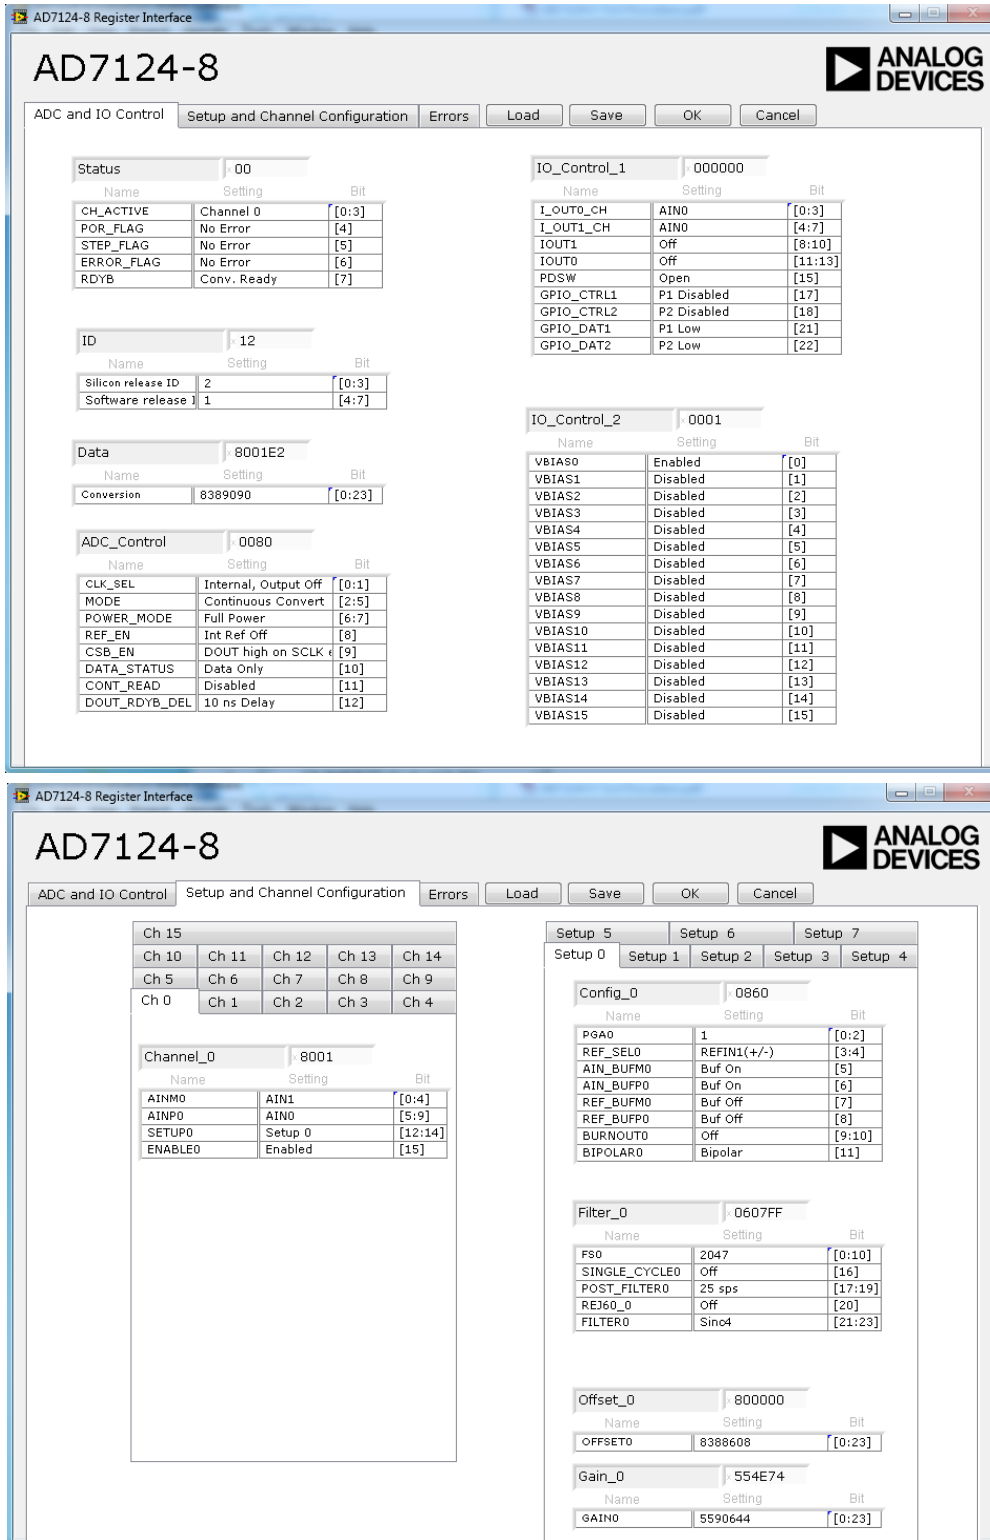 AD7124-8 Register Interface
AD7124-8
ANALOG
DEVICES
ADC and IO Control
Setup and Channel Configuration
Errors
Load
Save
OK
Cancel
Status
x 00
Name Setting Bit
CH_ACTIVE Channel 0 [0:3]
POR_FLAG No Error [4]
STEP_FLAG No Error [5]
ERROR_FLAG No Error [6]
RDYB Conv. Ready [7]
ID
x 12
Name Setting Bit
Silicon release ID 2 [0:3]
Software release I 1 [4:7]
Data
x 8001E2
Name Setting Bit
Conversion 8389090 [0:23]
ADC_Control
x 0080
Name Setting Bit
CLK_SEL Internal, Output Off [0:1]
MODE Continuous Convert [2:5]
POWER_MODE Full Power [6:7]
REF_EN Int Ref Off [8]
CSB_EN DOUT high on SCLK e [9]
DATA_STATUS Data Only [10]
CONT_READ Disabled [11]
DOUT_RDYB_DEL 10 ns Delay [12]
IO_Control_1
x 000000
Name Setting Bit
I_OUT0_CH AIN0 [0:3]
I_OUT1_CH AIN0 [4:7]
IOUT1 Off [8:10]
IOUT0 Off [11:13]
PDSW Open [15]
GPIO_CTRL1 P1 Disabled [17]
GPIO_CTRL2 P2 Disabled [18]
GPIO_DAT1 P1 Low [21]
GPIO_DAT2 P2 Low [22]
IO_Control_2
x 0001
Name Setting Bit
VBIAS0 Enabled [0]
VBIAS1 Disabled [1]
VBIAS2 Disabled [2]
VBIAS3 Disabled [3]
VBIAS4 Disabled [4]
VBIAS5 Disabled [5]
VBIAS6 Disabled [6]
VBIAS7 Disabled [7]
VBIAS8 Disabled [8]
VBIAS9 Disabled [9]
VBIAS10 Disabled [10]
VBIAS11 Disabled [11]
VBIAS12 Disabled [12]
VBIAS13 Disabled [13]
VBIAS14 Disabled [14]
VBIAS15 Disabled [15]
AD7124-8 Register Interface
AD7124-8
ANALOG
DEVICES
ADC and IO Control
Setup and Channel Configuration
Errors
Load
Save
OK
Cancel
Ch 15
Ch 10 Ch 11 Ch 12 Ch 13 Ch 14
Ch 5 Ch 6 Ch 7 Ch 8 Ch 9
Ch 0 Ch 1 Ch 2 Ch 3 Ch 4
Channel_0
x 8001
Name Setting Bit
AINM0 AIN1 [0:4]
AINP0 AIN0 [5:9]
SETUP0 Setup 0 [12:14]
ENABLE0 Enabled [15]
Setup 5 Setup 6 Setup 7
Setup 0 Setup 1 Setup 2 Setup 3 Setup 4
Config_0
x 0860
Name Setting Bit
PGA0 1 [0:2]
REF_SEL0 REFIN1(+/-) [3:4]
AIN_BUFM0 Buf On [5]
AIN_BUFP0 Buf On [6]
REF_BUFM0 Buf Off [7]
REF_BUFP0 Buf Off [8]
BURNOUT0 Off [9:10]
BIPOLAR0 Bipolar [11]
Filter_0
x 0607FF
Name Setting Bit
FS0 2047 [0:10]
SINGLE_CYCLE0 Off [16]
POST_FILTER0 25 sps [17:19]
REJ60_0 Off [20]
FILTER0 Sinc4 [21:23]
Offset_0
x 800000
Name Setting Bit
OFFSET0 8388608 [0:23]
Gain_0
x 554E74
Name Setting Bit
GAIN0 5590644 [0:23]